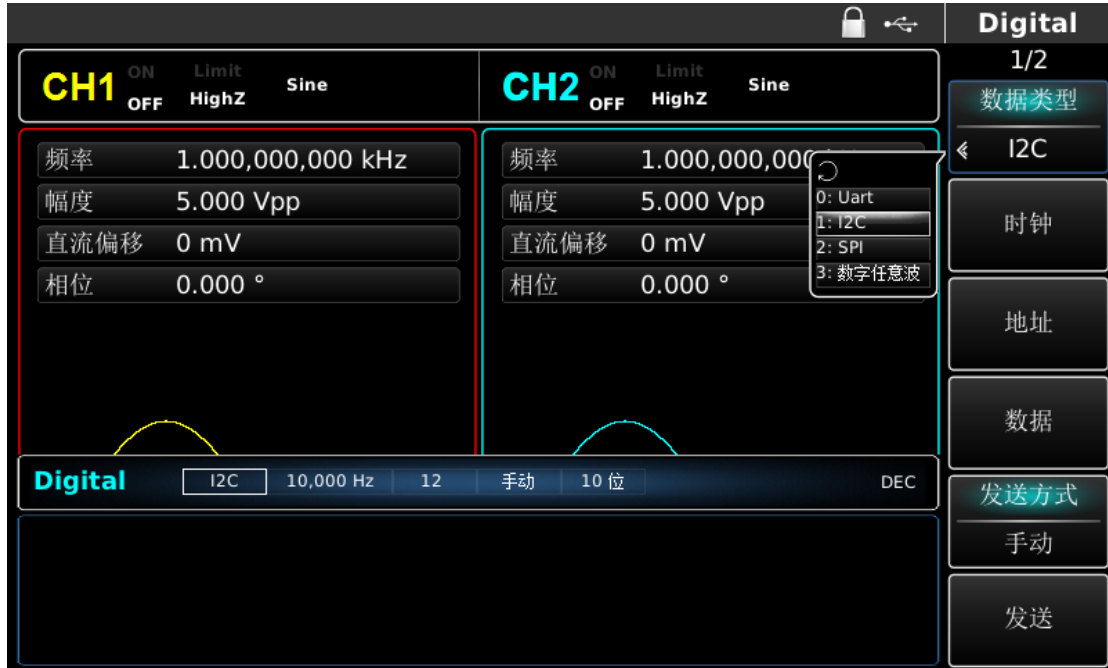 Digital
1/2
CH1 ON OFF Limit HighZ Sine
CH2 ON OFF Limit HighZ Sine
频率 1.000,000,000 kHz
幅度 5.000 Vpp
直流偏移 0 mV
相位 0.000 °
频率 1.000,000,000
幅度 5.000 Vpp
直流偏移 0 mV
相位 0.000 °
0: Uart
1: I2C
2: SPI
3: 数字任意波
Digital I2C 10,000 Hz 12 手动 10 位 DEC
数据类型
I2C
时钟
地址
数据
发送方式
手动
发送